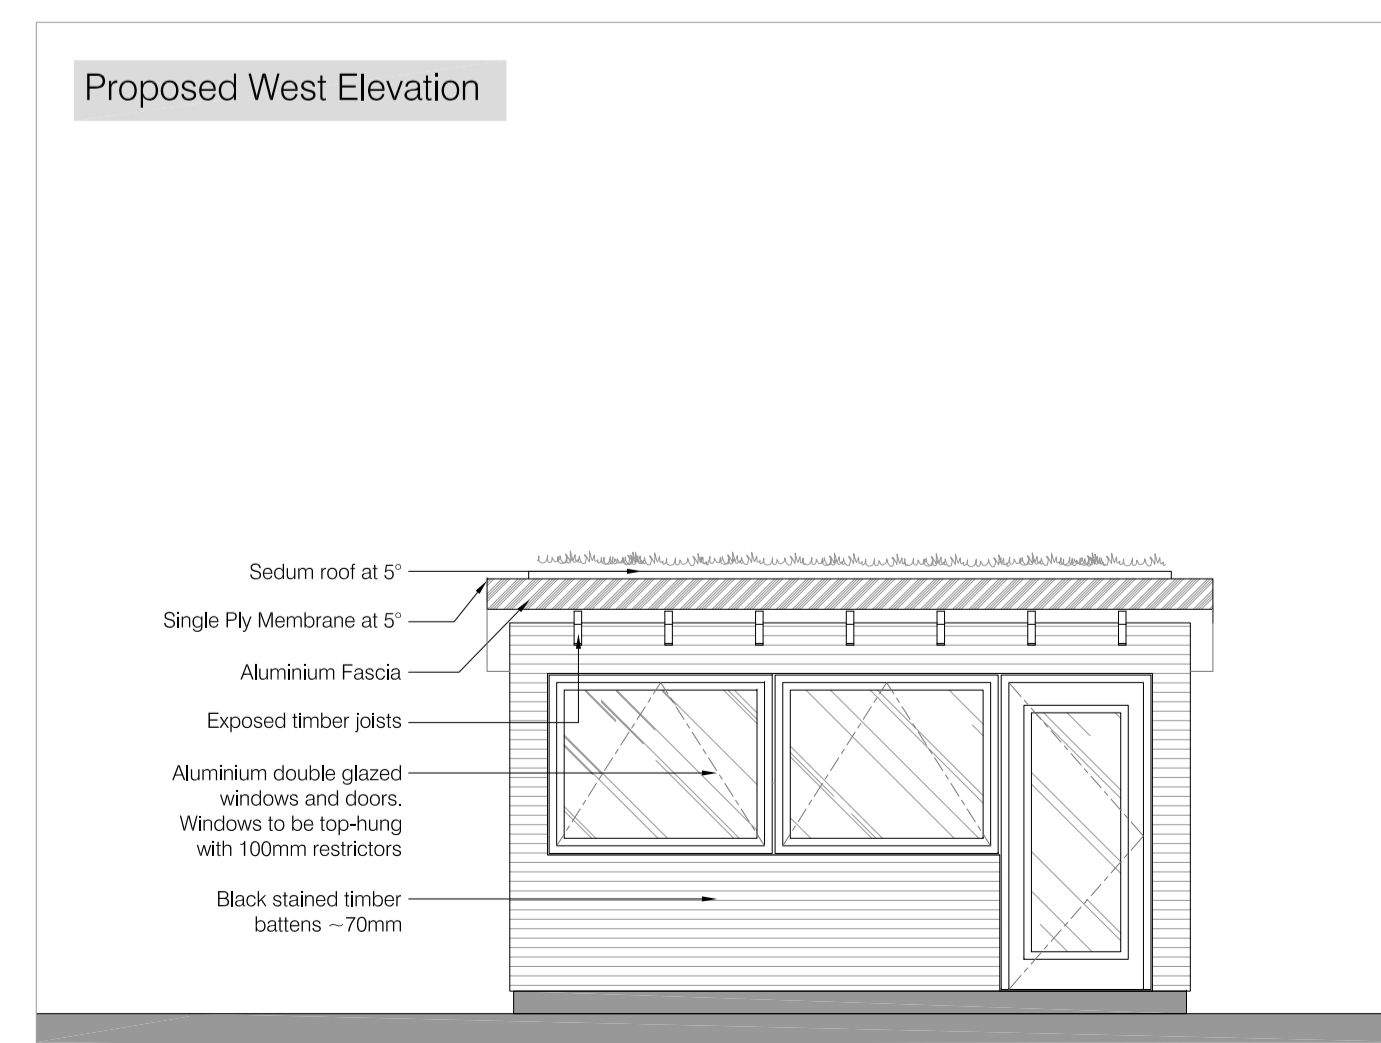 Proposed West Elevation
Sedum roof at 5°
Single Ply Membrane at 5°
Aluminium Fascia
Exposed timber joists
Aluminium double glazed
windows and doors.
Windows to be top-hung
with 100mm restrictors
Black stained timber
battens ~70mm